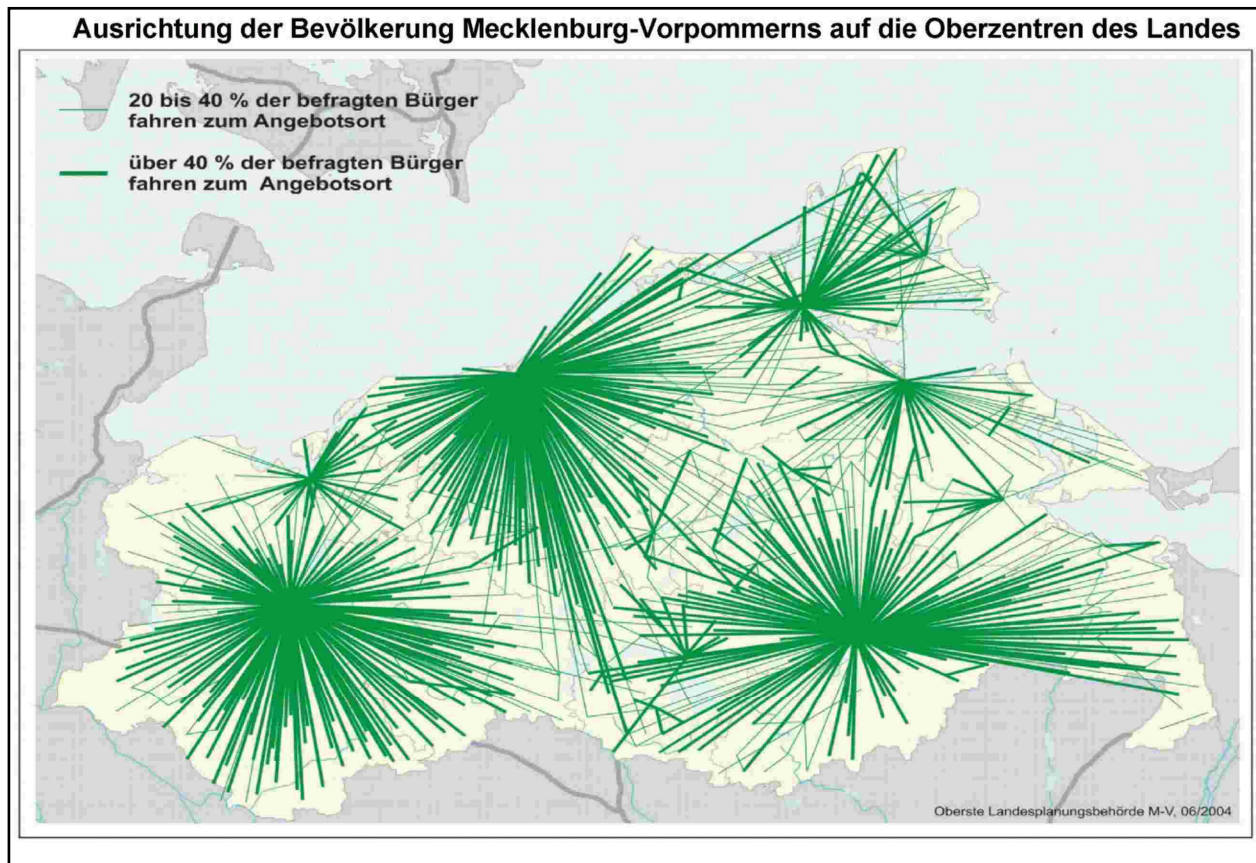 Ausrichtung der Bevölkerung Mecklenburg-Vorpommerns auf die Oberzentren des Landes
20 bis 40 % der befragten Bürger
fahren zum Angebotsort
über 40 % der befragten Bürger
fahren zum Angebotsort
Oberste Landesplanungsbehörde M-V, 06/2004